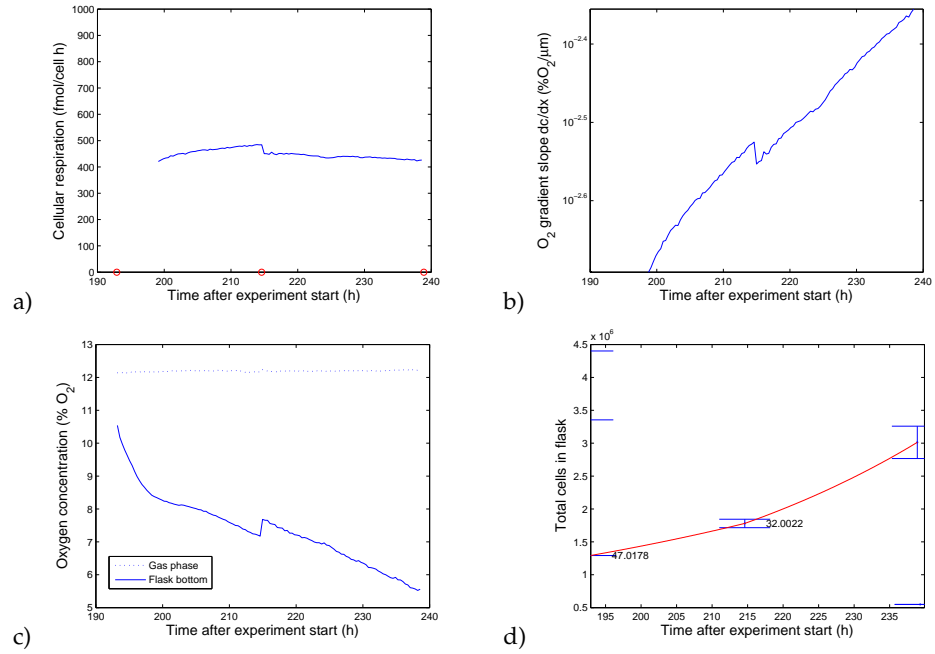 1000
900
800
700
600
500
400
300
200
100
0
190 200 210 220 230 240
Cellular respiration (fmol/cell h)
Time after experiment start (h)
a)
10^-2.4
10^-2.5
10^-2.6
190 200 210 220 230 240
O2 gradient slope dc/dx (%O2/μm)
Time after experiment start (h)
b)
13
12
11
10
9
8
7
6
5
190 200 210 220 230 240
Oxygen concentration (% O2)
Gas phase
Flask bottom
Time after experiment start (h)
c)
x 10^6
4.5
4
3.5
3
2.5
2
1.5
1
0.5
195 200 205 210 215 220 225 230 235
Total cells in flask
32.0022
47.0178
Time after experiment start (h)
d)